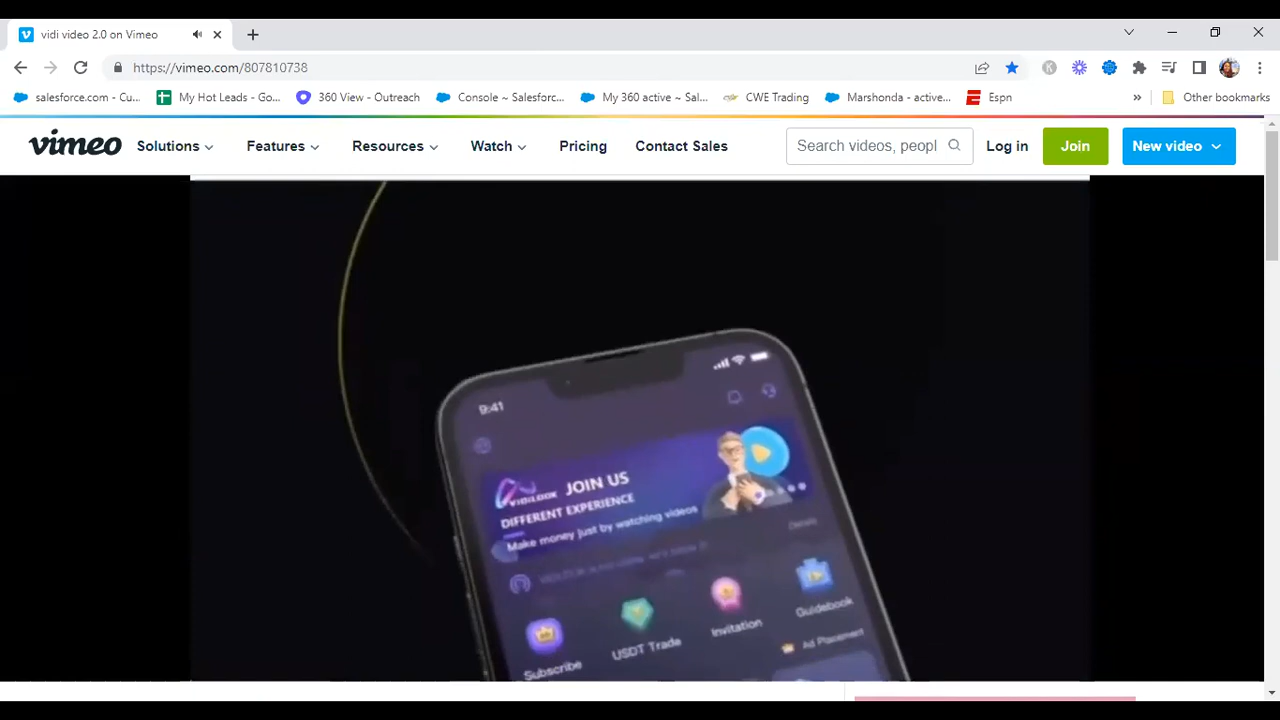 vidi video 2.0 on Vimeo
https://vimeo.com/807810738
salesforce.com - Cu...
My Hot Leads - Go...
360 View - Outreach
Console ~ Salesforc...
My 360 active ~ Sal...
CWE Trading
Marshonda - active...
Espn
Other bookmarks
vimeo
Solutions
Features
Resources
Watch
Pricing
Contact Sales
Search videos, peopl
Log in
Join
New video
9:41
VIDILOOK JOIN US
DIFFERENT EXPERIENCE
Make money just by watching videos
Details
Subscribe
USDT Trade
Invitation
Guidebook
Ad Placement